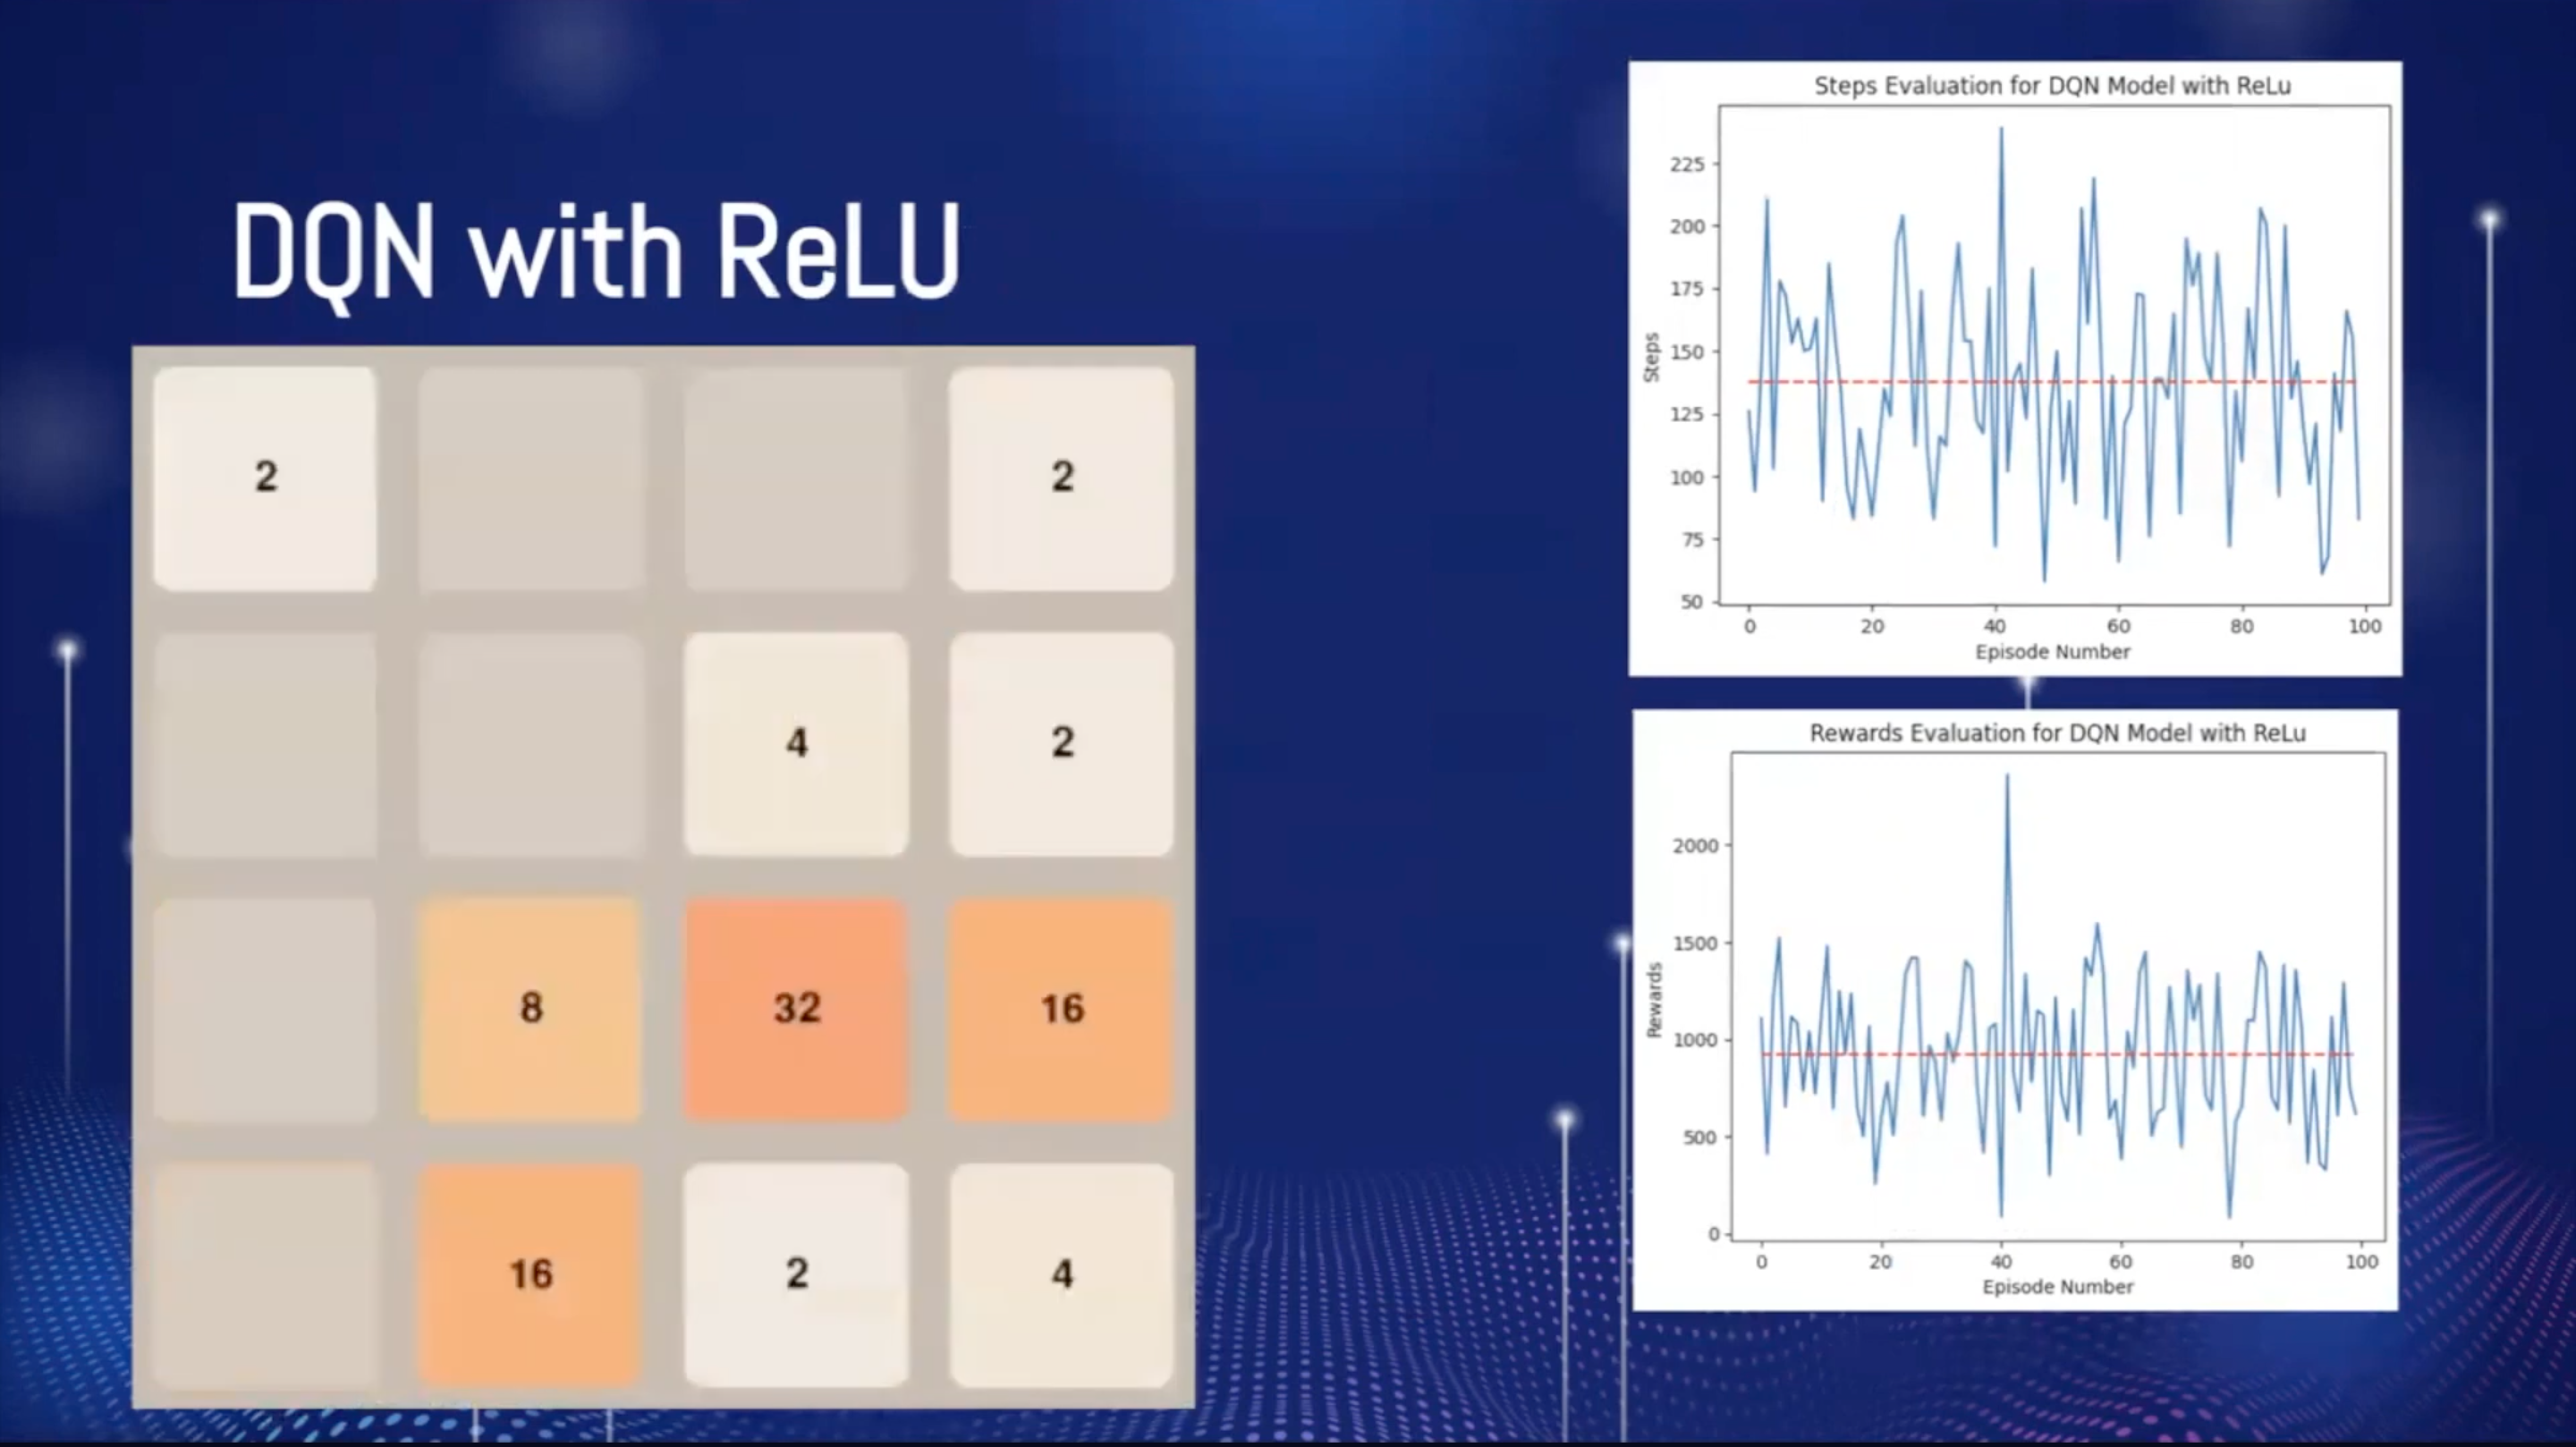 DQN with ReLU
2 2
4 2
8 32 16
16 2 4
Steps Evaluation for DQN Model with ReLu
225
200
175
150
125
100
75
50
Steps
0 20 40 60 80 100
Episode Number
Rewards Evaluation for DQN Model with ReLu
2000
1500
1000
500
0
Rewards
0 20 40 60 80 100
Episode Number